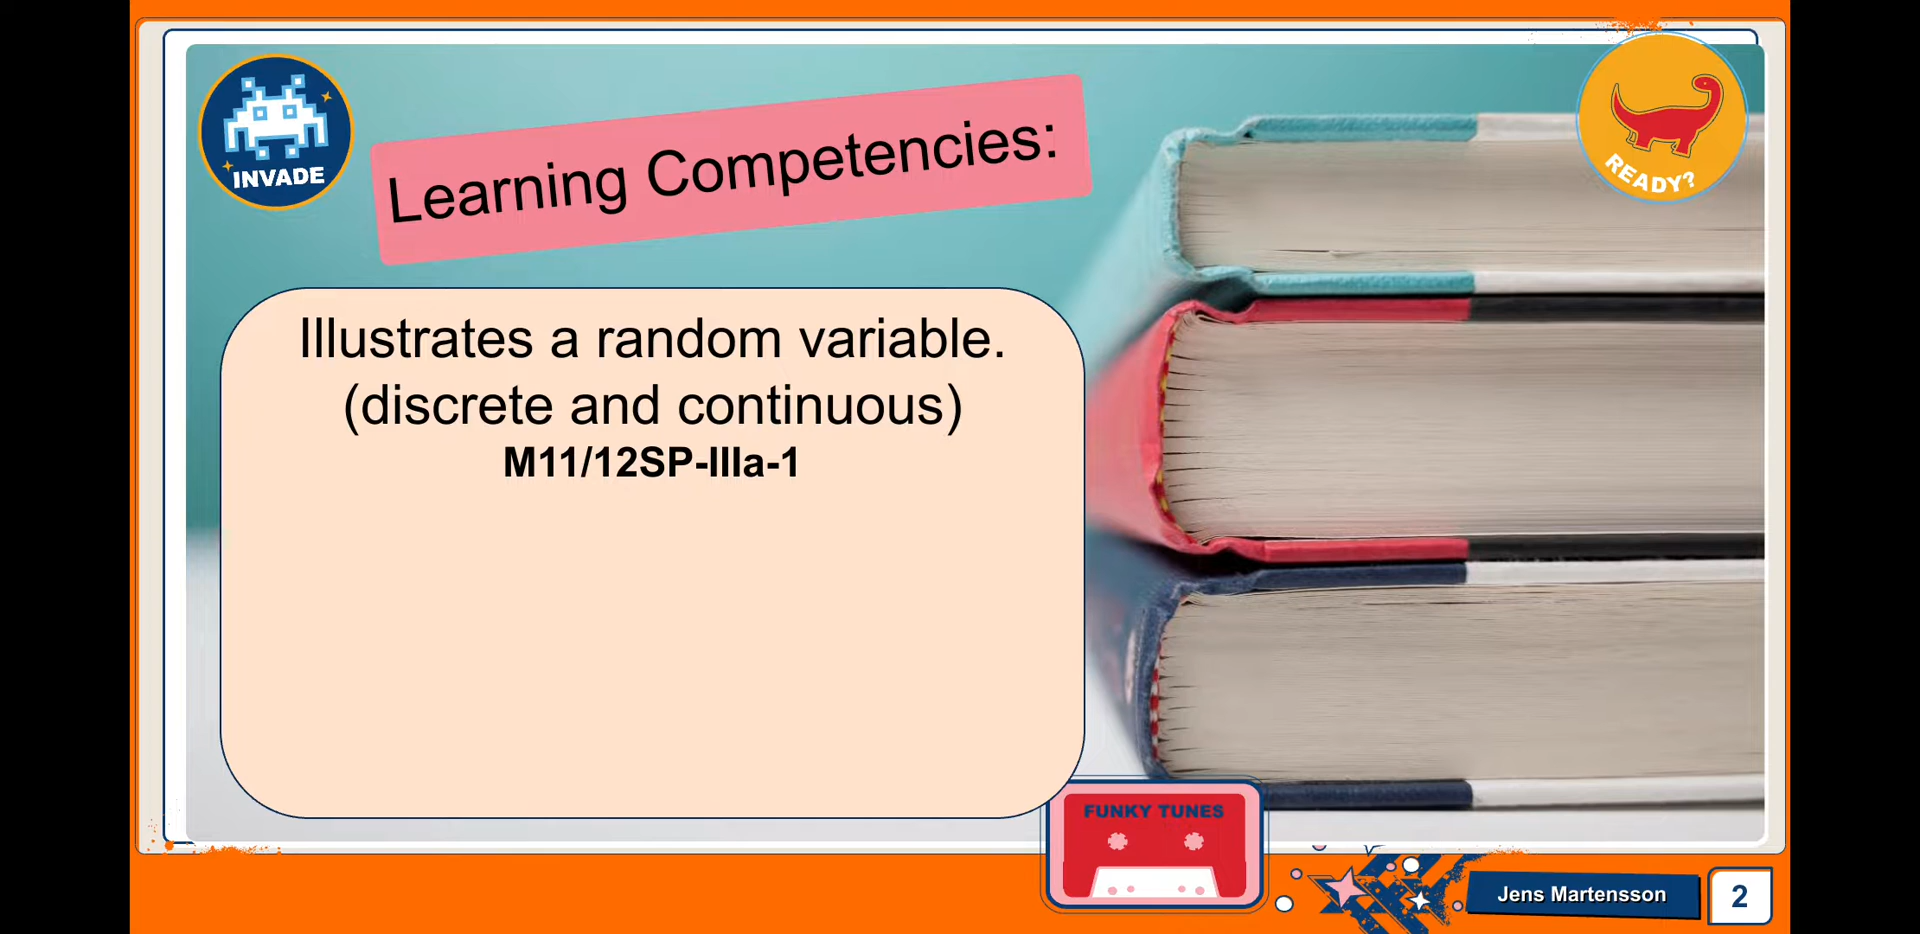 INVADE
READY?
Learning Competencies:
Illustrates a random variable.
(discrete and continuous)
M11/12SP-IIIa-1
FUNKY TUNES
Jens Martensson
2